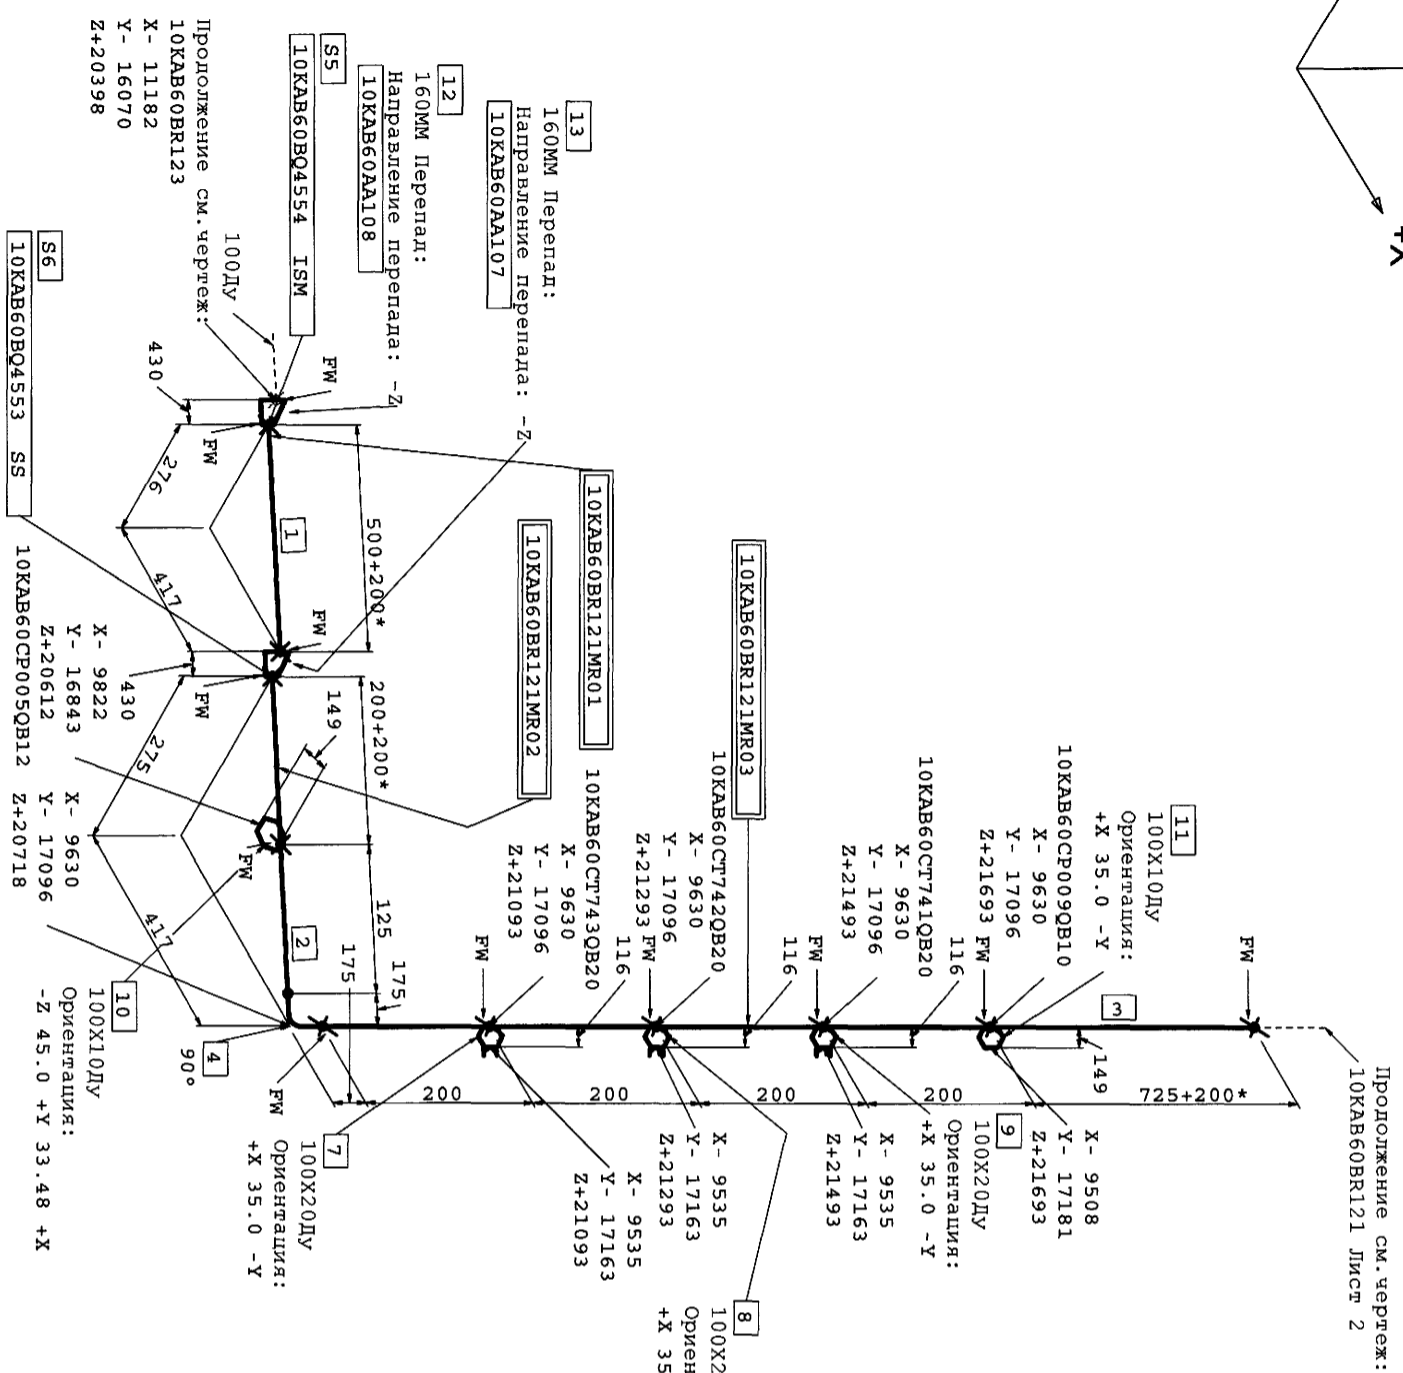 +X
Продолжение см.чертеж:
10KAB60BR121 Лист 2
11
100X10Ду
Ориентация:
+X 35.0 -Y
10KAB60CP009QB10
X- 9630
Y- 17096
Z+21693
FW
FW
3
149
725+200*
X- 9508
Y- 17181
Z+21693
10KAB60CT741QB20
X- 9630
Y- 17096
Z+21493
116
FW
200
9
100X20Ду
Ориентация:
+X 35.0 -Y
X- 9535
Y- 17163
Z+21493
10KAB60BR121MR03
10KAB60CT742QB20
X- 9630
Y- 17096
Z+21293
116
FW
200
X- 9535
Y- 17163
Z+21293
8
100X2
Ориен
+X 35
10KAB60CT743QB20
X- 9630
Y- 17096
Z+21093
FW
200
200
X- 9535
Y- 17163
Z+21093
7
100X20Ду
Ориентация:
+X 35.0 -Y
13
160ММ Перепад:
Направление перепада: -Z
10KAB60AA107
12
160ММ Перепад:
Направление перепада: -Z
10KAB60AA108
S5
10KAB60BQ4554 ISM
Продолжение см.чертеж:
10KAB60BR123
X- 11182
Y- 16070
Z+20398
100Ду
S6
10KAB60BQ4553 SS
10KAB60BR121MR01
10KAB60BR121MR02
FW
430
FW
276
417
1
500+200*
FW
430
FW
275
417
200+200*
149
FW
125
175
175
2
4
90°
FW
X- 9822
Y- 16843
Z+20612
10KAB60CP005QB12
X- 9630
Y- 17096
Z+20718
10
100X10Ду
Ориентация:
-Z 45.0 +Y 33.48 +X